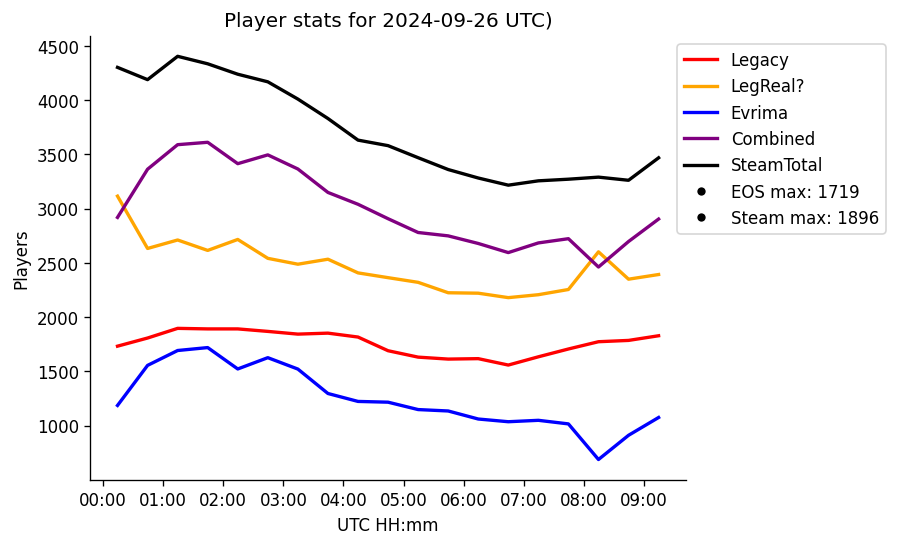 Player stats for 2024-09-26 UTC)
4500
4000
3500
3000
2500
2000
1500
1000
Players
00:00 01:00 02:00 03:00 04:00 05:00 06:00 07:00 08:00 09:00
UTC HH:mm
Legacy
LegReal?
Evrima
Combined
SteamTotal
EOS max: 1719
Steam max: 1896